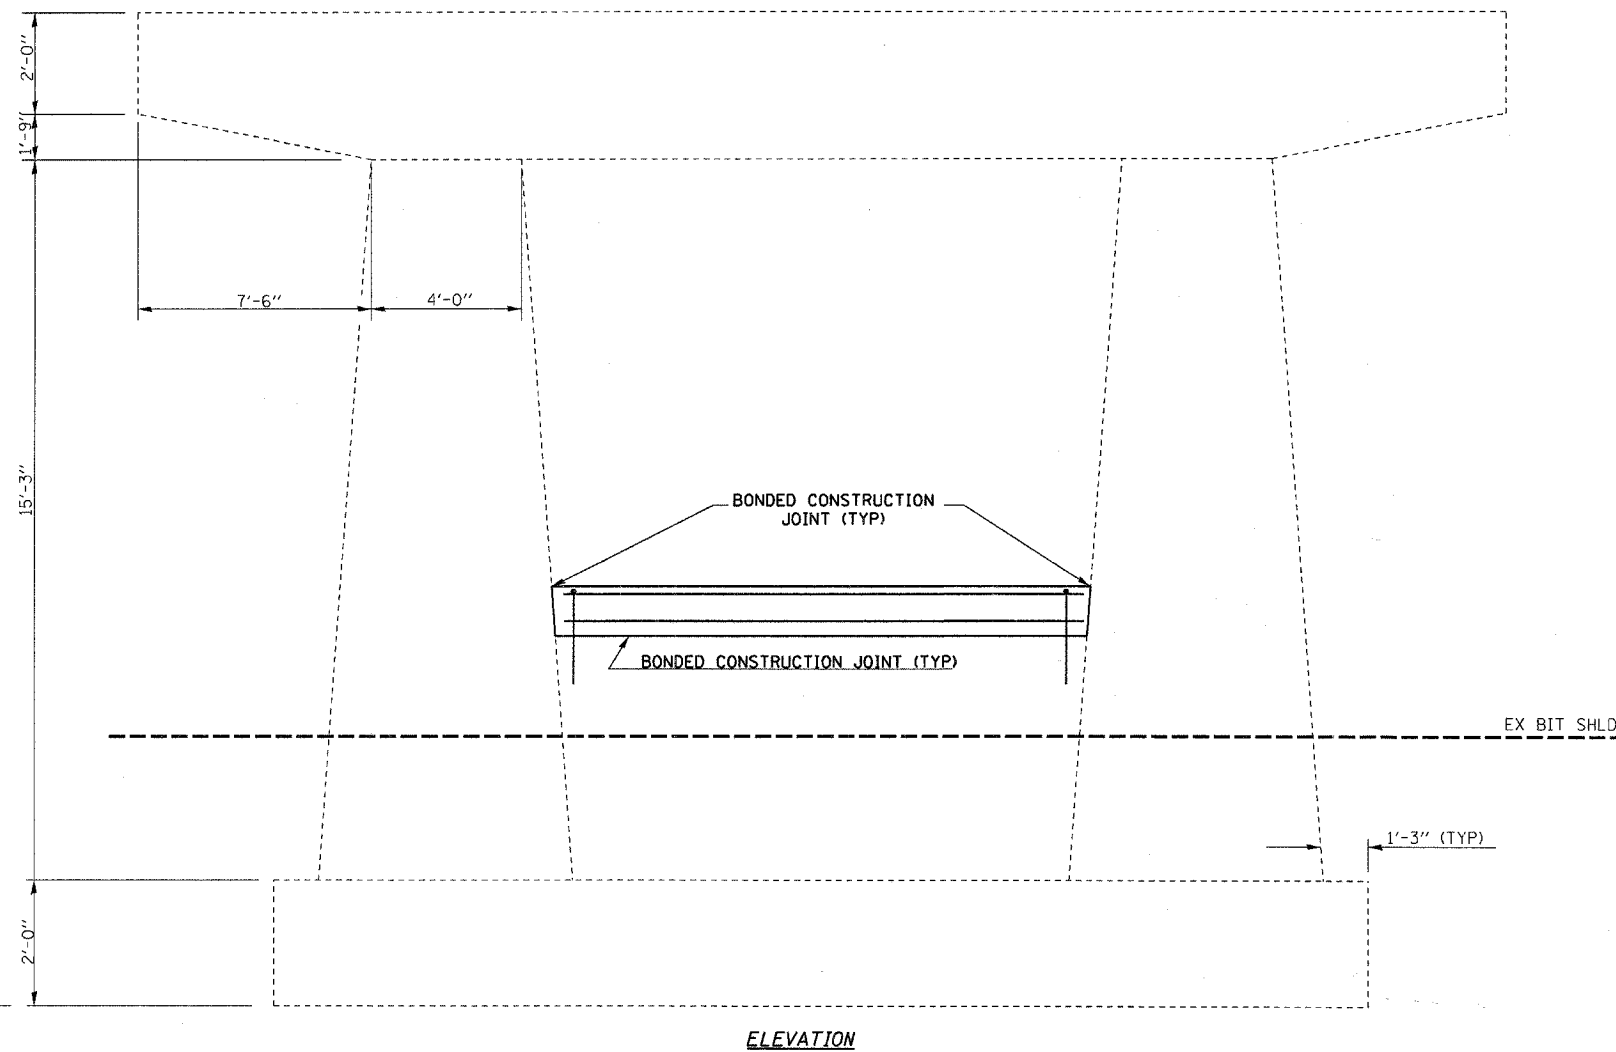 2'-0"
1'-9"
7'-6"
4'-0"
15'-3"
BONDED CONSTRUCTION
JOINT (TYP)
BONDED CONSTRUCTION JOINT (TYP)
EX BIT SHLD
1'-3" (TYP)
2'-0"
ELEVATION